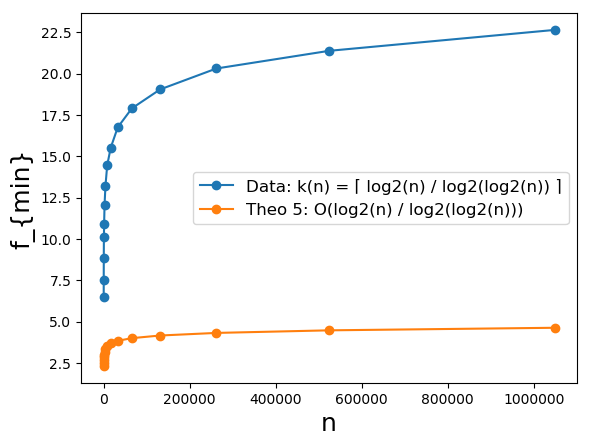 22.5
20.0
17.5
15.0
12.5
10.0
7.5
5.0
2.5
f_{min}
Data: k(n) = ⌈ log2(n) / log2(log2(n)) ⌉
Theo 5: O(log2(n) / log2(log2(n)))
0 200000 400000 600000 800000 1000000
n